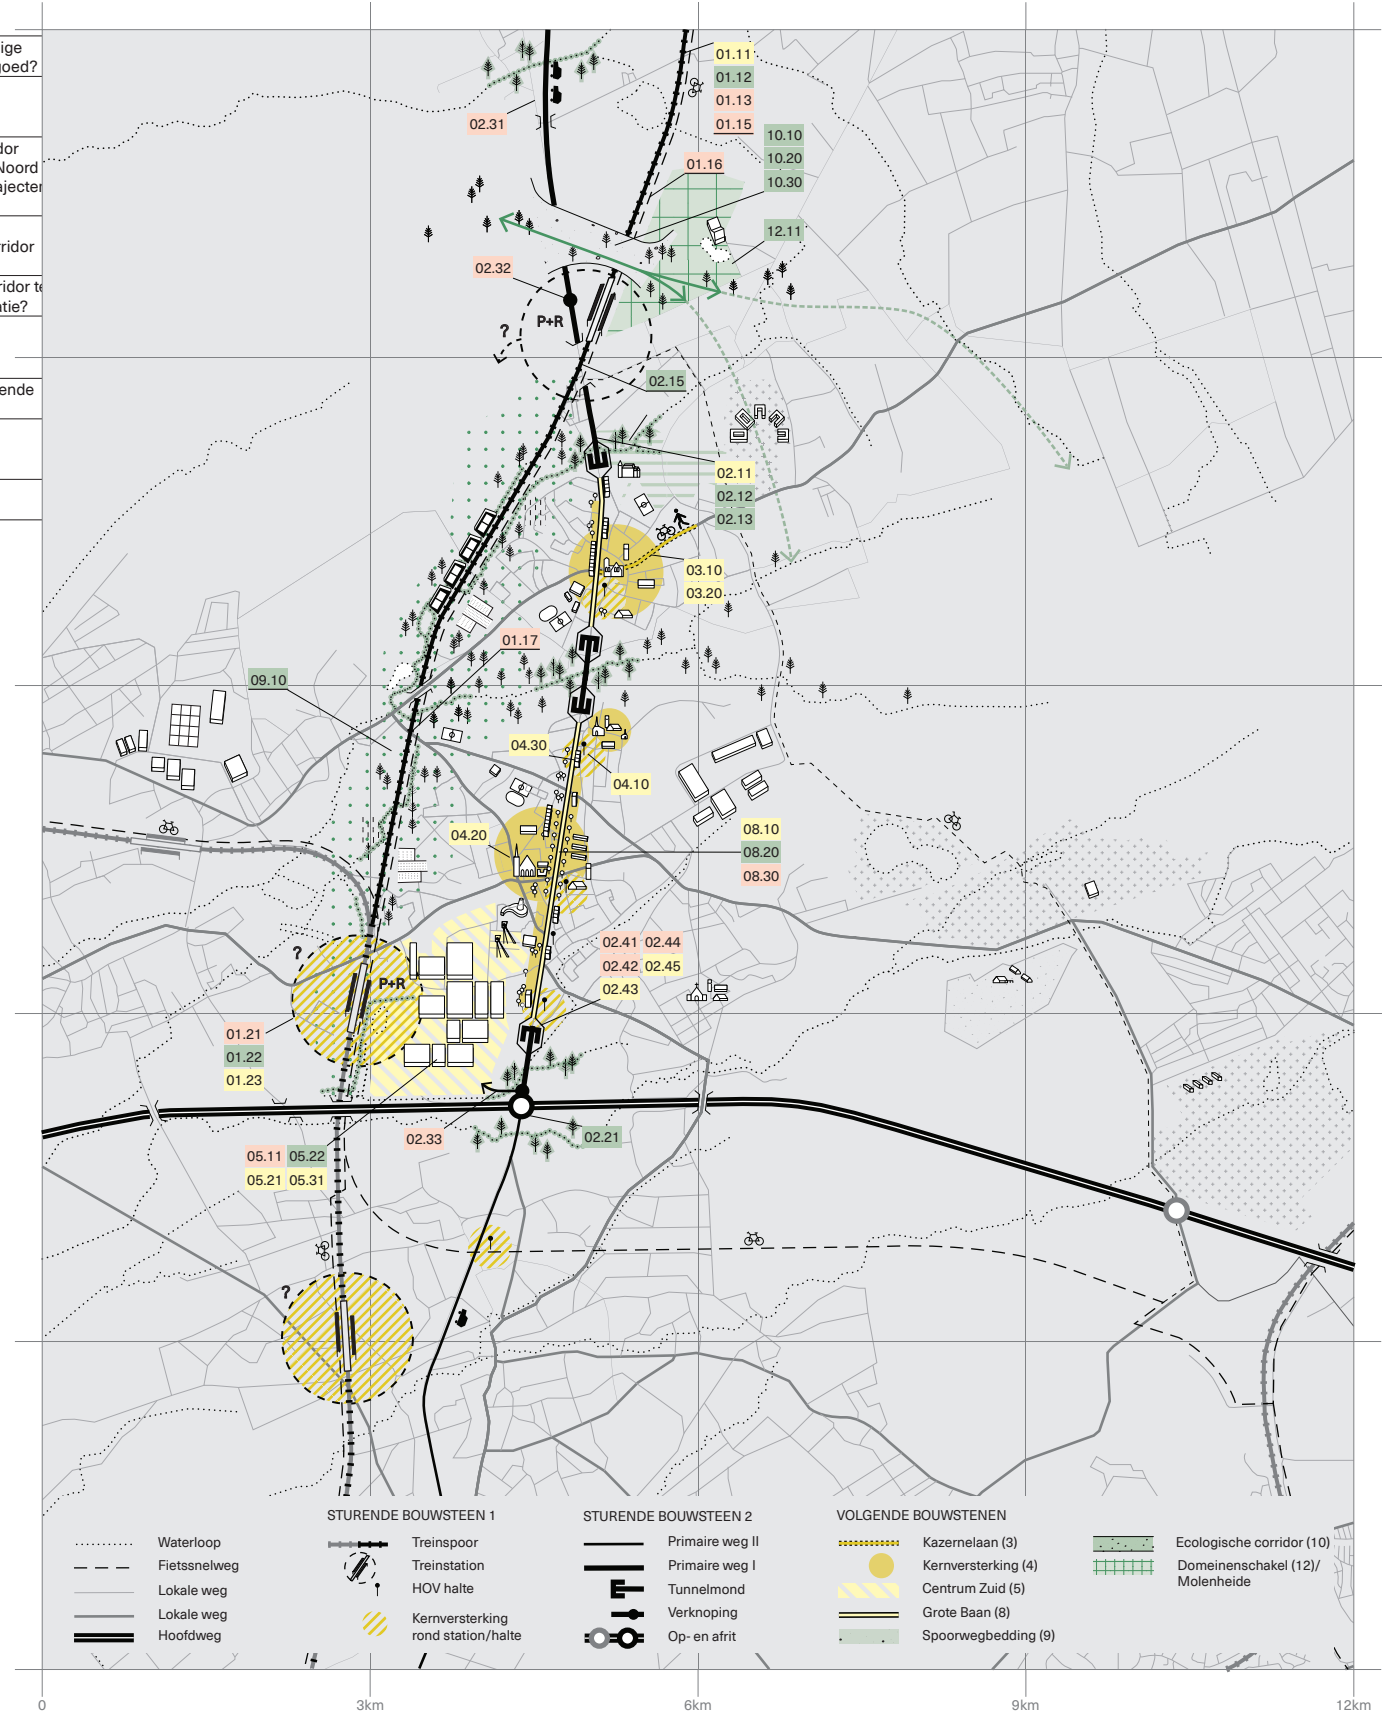 ige
goed?
dor
Noord
ajecten
rridor
ridor te
atie?
ende
01.11
01.12
01.13
01.15
02.31
10.10
10.20
10.30
01.16
12.11
02.32
P+R
?
02.15
02.11
02.12
02.13
03.10
03.20
01.17
09.10
04.30
04.10
04.20
08.10
08.20
08.30
02.41 02.44
02.42 02.45
02.43
?
P+R
01.21
01.22
01.23
02.33
02.21
05.11 05.22
05.21 05.31
?
Waterloop
Fietssnelweg
Lokale weg
Lokale weg
Hoofdweg
STURENDE BOUWSTEEN 1
Treinspoor
Treinstation
HOV halte
Kernversterking
rond station/halte
STURENDE BOUWSTEEN 2
Primaire weg II
Primaire weg I
Tunnelmond
Verknoping
Op- en afrit
VOLGENDE BOUWSTENEN
Kazernelaan (3)
Kernversterking (4)
Centrum Zuid (5)
Grote Baan (8)
Spoorwegbedding (9)
Ecologische corridor (10)
Domeinenschakel (12)/
Molenheide
0 3km 6km 9km 12km